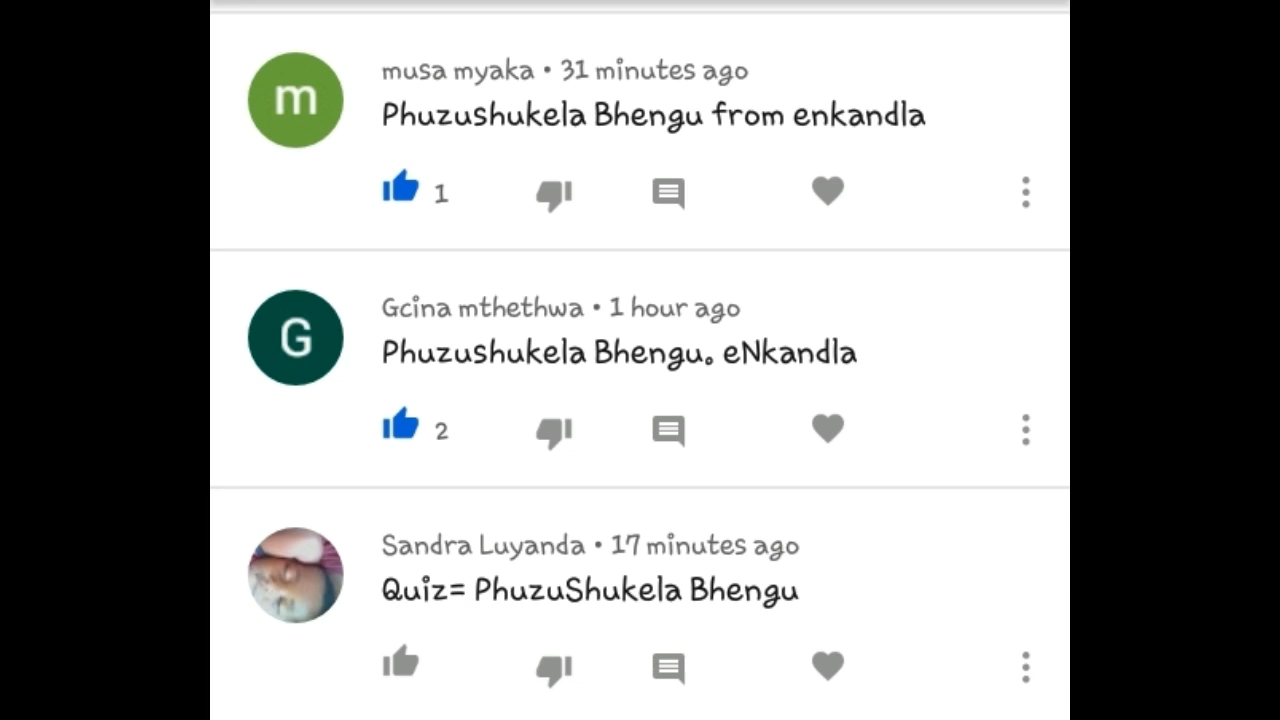 m
musa myaka • 31 minutes ago
Phuzushukela Bhengu from enkandla
1
G
Gcina mthethwa • 1 hour ago
Phuzushukela Bhengu. eNkandla
2
Sandra Luyanda • 17 minutes ago
Quiz= PhuzuShukela Bhengu